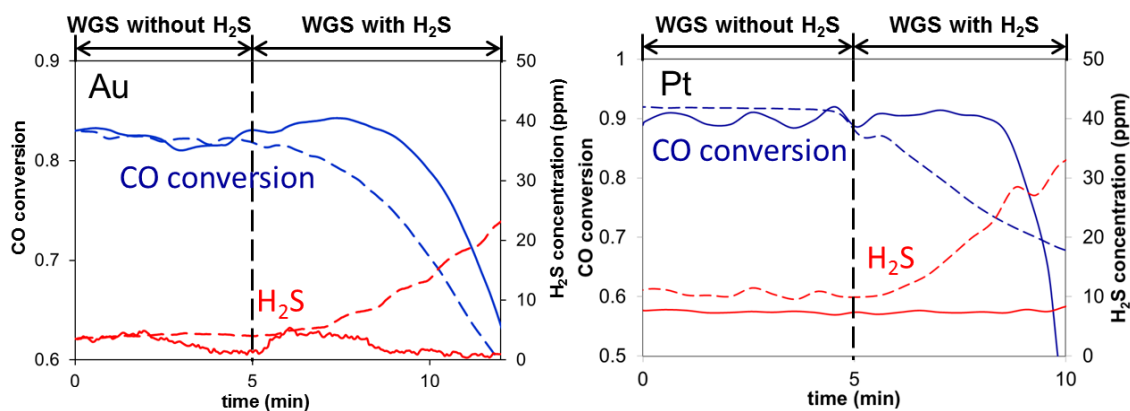 WGS without H₂S WGS with H₂S
0.9
0.8
0.7
0.6
CO conversion
Au
CO conversion
H₂S
50
40
30
20
10
0
H₂S concentration (ppm)
0 5 10
time (min)
WGS without H₂S WGS with H₂S
1
0.9
0.8
0.7
0.6
0.5
CO conversion
Pt
CO conversion
H₂S
50
40
30
20
10
0
H₂S concentration (ppm)
0 5 10
time (min)